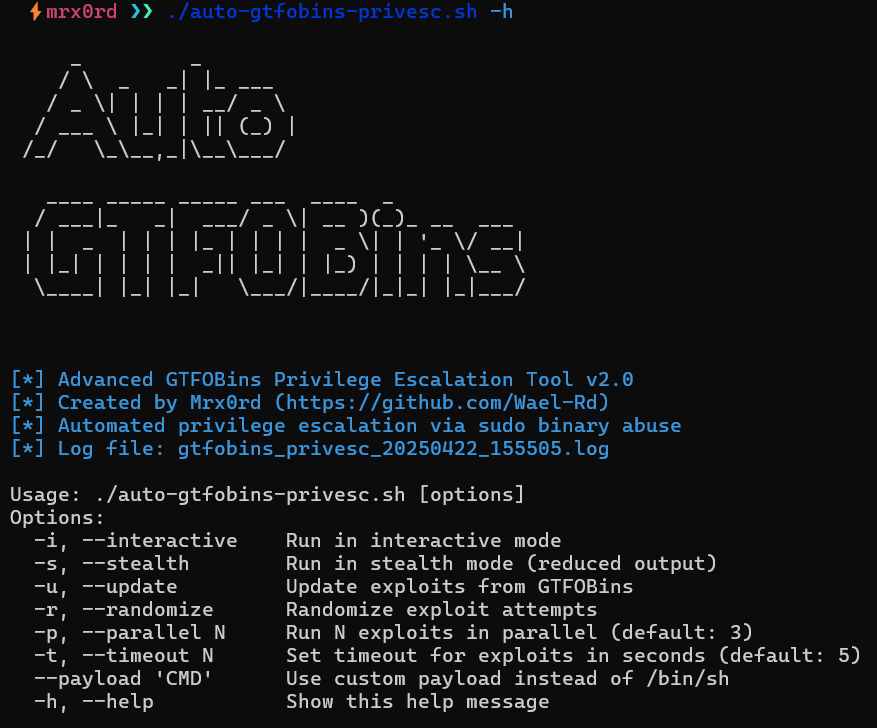 ⚡mrx0rd ❯❯ ./auto-gtfobins-privesc.sh -h
Auto
GTFOBins
[*] Advanced GTFOBins Privilege Escalation Tool v2.0
[*] Created by Mrx0rd (https://github.com/Wael-Rd)
[*] Automated privilege escalation via sudo binary abuse
[*] Log file: gtfobins_privesc_20250422_155505.log
Usage: ./auto-gtfobins-privesc.sh [options]
Options:
-i, --interactive    Run in interactive mode
-s, --stealth        Run in stealth mode (reduced output)
-u, --update         Update exploits from GTFOBins
-r, --randomize      Randomize exploit attempts
-p, --parallel N     Run N exploits in parallel (default: 3)
-t, --timeout N      Set timeout for exploits in seconds (default: 5)
--payload 'CMD'      Use custom payload instead of /bin/sh
-h, --help           Show this help message